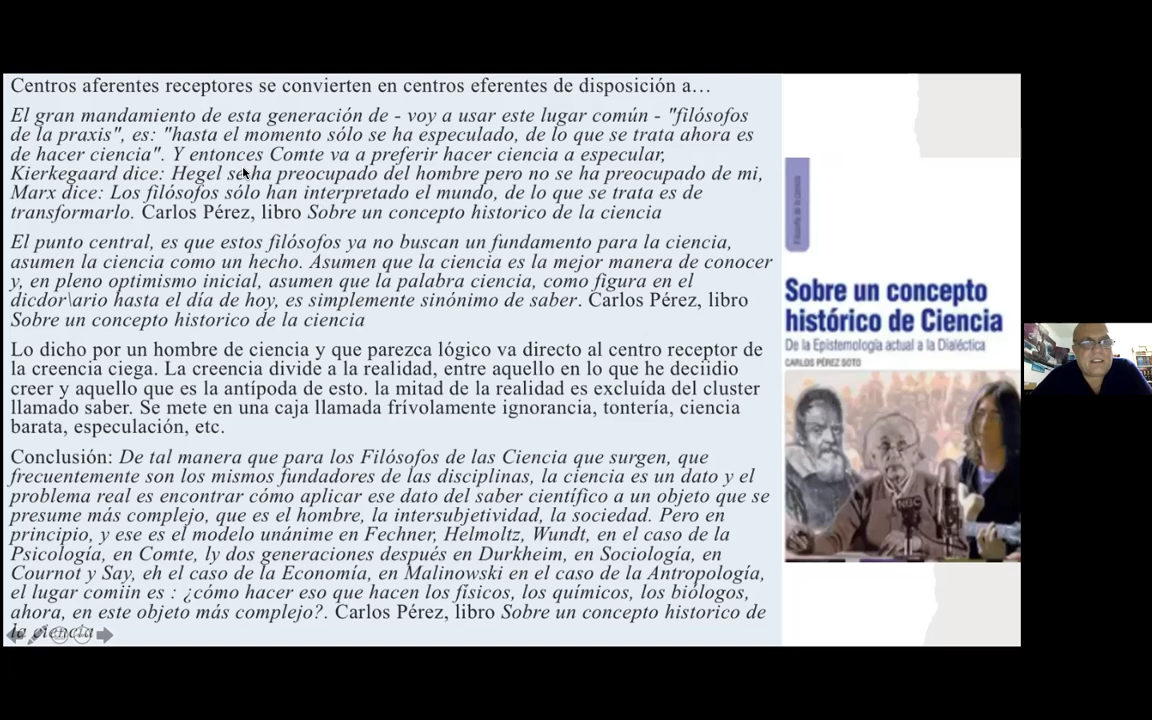 Centros aferentes receptores se convierten en centros eferentes de disposición a…
El gran mandamiento de esta generación de - voy a usar este lugar común - "filósofos
de la praxis", es: "hasta el momento sólo se ha especulado, de lo que se trata ahora es
de hacer ciencia". Y entonces Comte va a preferir hacer ciencia a especular,
Kierkegaard dice: Hegel se ha preocupado del hombre pero no se ha preocupado de mi,
Marx dice: Los filósofos sólo han interpretado el mundo, de lo que se trata es de
transformarlo. Carlos Pérez, libro Sobre un concepto historico de la ciencia
El punto central, es que estos filósofos ya no buscan un fundamento para la ciencia,
asumen la ciencia como un hecho. Asumen que la ciencia es la mejor manera de conocer
y, en pleno optimismo inicial, asumen que la palabra ciencia, como figura en el
dicdor\ario hasta el día de hoy, es simplemente sinónimo de saber. Carlos Pérez, libro
Sobre un concepto historico de la ciencia
Lo dicho por un hombre de ciencia y que parezca lógico va directo al centro receptor de
la creencia ciega. La creencia divide a la realidad, entre aquello en lo que he deciidio
creer y aquello que es la antípoda de esto. la mitad de la realidad es excluída del cluster
llamado saber. Se mete en una caja llamada frívolamente ignorancia, tontería, ciencia
barata, especulación, etc.
Conclusión: De tal manera que para los Filósofos de las Ciencia que surgen, que
frecuentemente son los mismos fundadores de las disciplinas, la ciencia es un dato y el
problema real es encontrar cómo aplicar ese dato del saber científico a un objeto que se
presume más complejo, que es el hombre, la intersubjetividad, la sociedad. Pero en
principio, y ese es el modelo unánime en Fechner, Helmoltz, Wundt, en el caso de la
Psicología, en Comte, ly dos generaciones después en Durkheim, en Sociología, en
Cournot y Say, eh el caso de la Economía, en Malinowski en el caso de la Antropología,
el lugar comiin es : ¿cómo hacer eso que hacen los físicos, los químicos, los biólogos,
ahora, en este objeto más complejo?. Carlos Pérez, libro Sobre un concepto historico de
la ciencia
Sobre un concepto
histórico de Ciencia
De la Epistemología actual a la Dialéctica
CARLOS PÉREZ SOTO